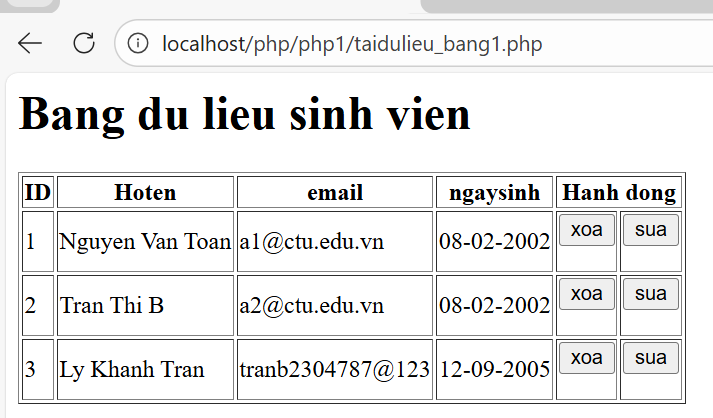 localhost/php/php1/taidulieu_bang1.php
Bang du lieu sinh vien
ID Hoten email ngaysinh Hanh dong
1 Nguyen Van Toan a1@ctu.edu.vn 08-02-2002 xoa sua
2 Tran Thi B a2@ctu.edu.vn 08-02-2002 xoa sua
3 Ly Khanh Tran tranb2304787@123 12-09-2005 xoa sua